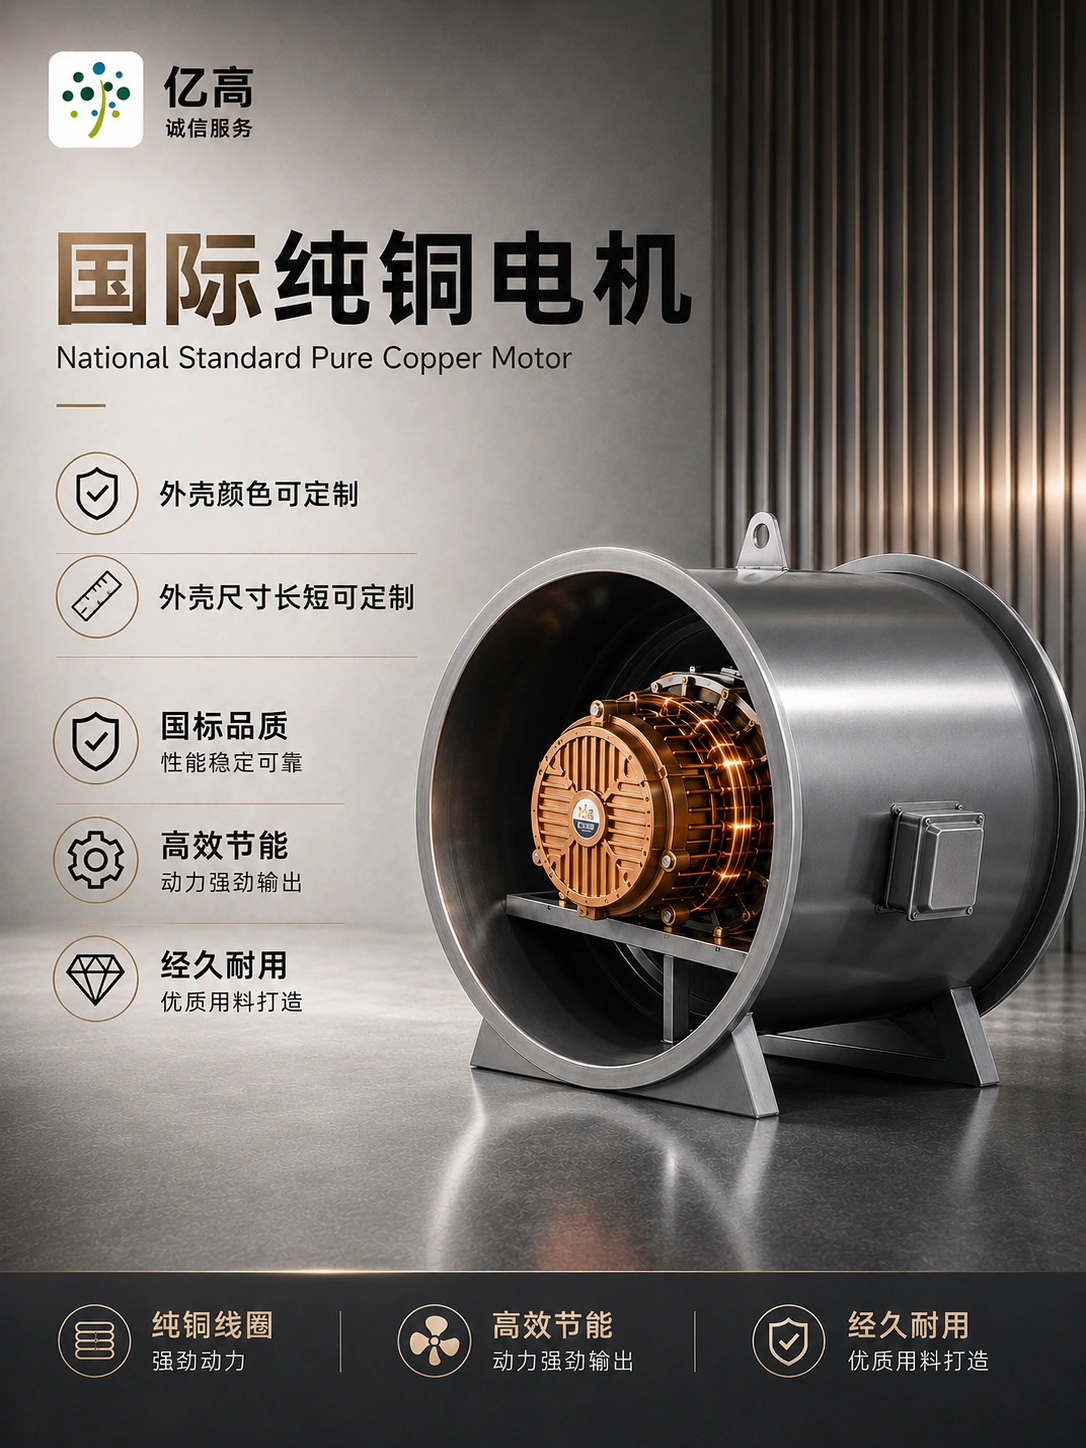 亿高
诚信服务
国际纯铜电机
National Standard Pure Copper Motor
外壳颜色可定制
外壳尺寸长短可定制
国标品质
性能稳定可靠
高效节能
动力强劲输出
经久耐用
优质用料打造
纯铜线圈
强劲动力
高效节能
动力强劲输出
经久耐用
优质用料打造